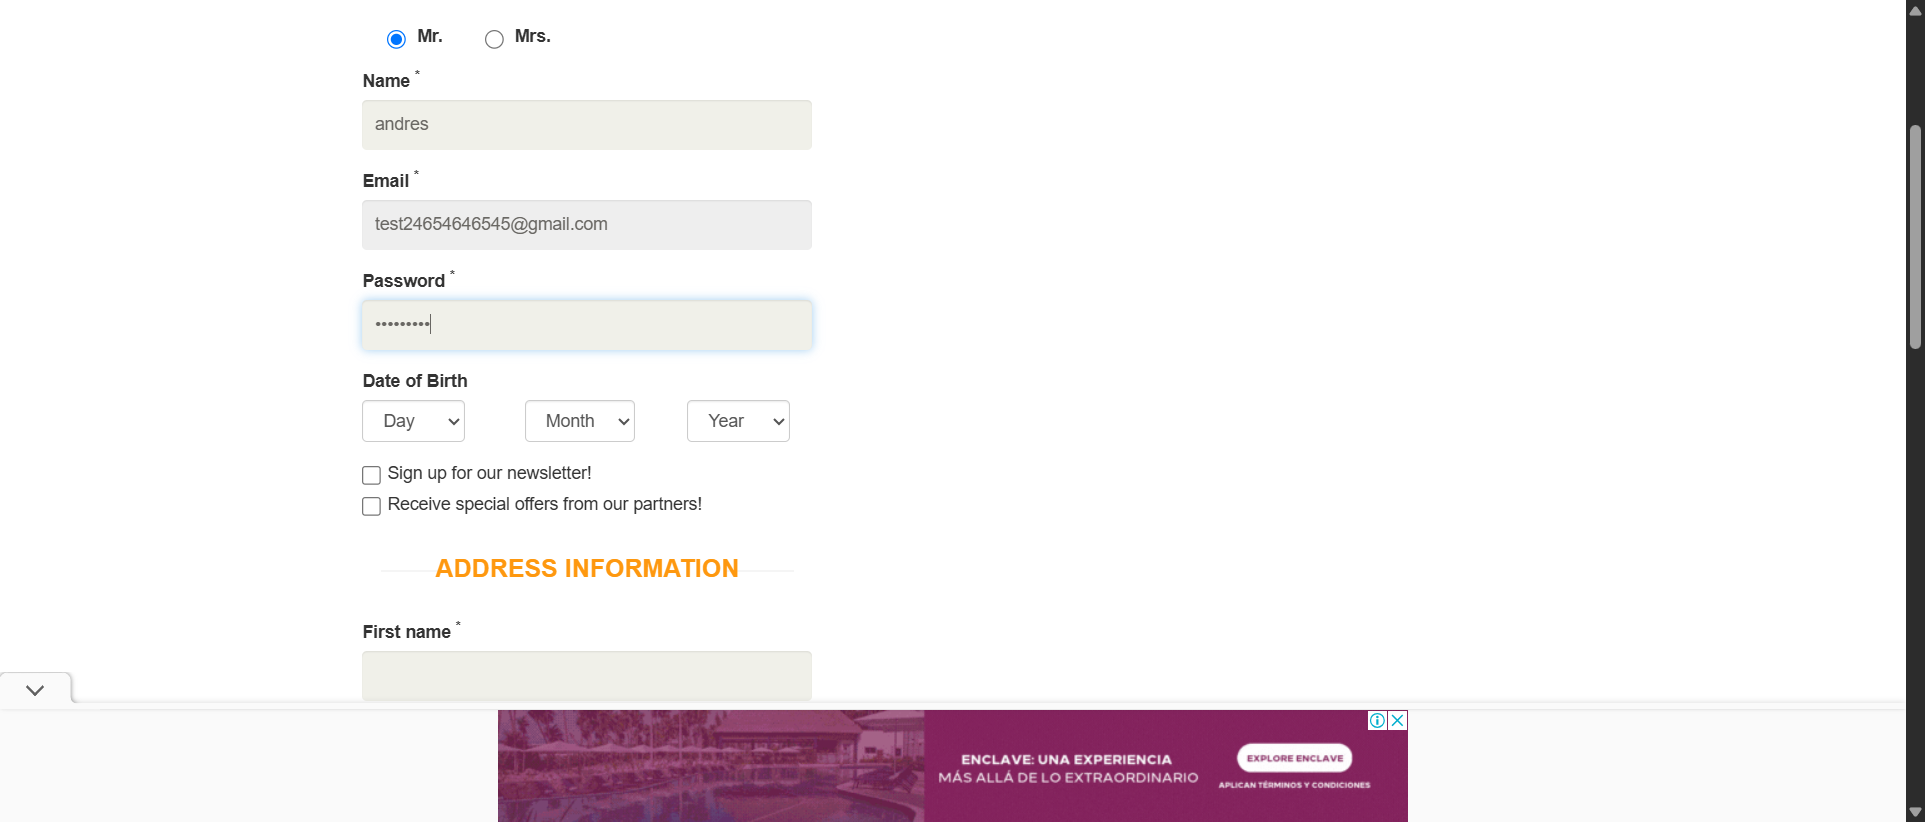 Mr. Mrs.
Name *
andres
Email *
test24654646545@gmail.com
Password *
•••••••••
Date of Birth
Day Month Year
Sign up for our newsletter!
Receive special offers from our partners!
ADDRESS INFORMATION
First name *
ENCLAVE: UNA EXPERIENCIA
MÁS ALLÁ DE LO EXTRAORDINARIO
EXPLORE ENCLAVE
APLICAN TÉRMINOS Y CONDICIONES